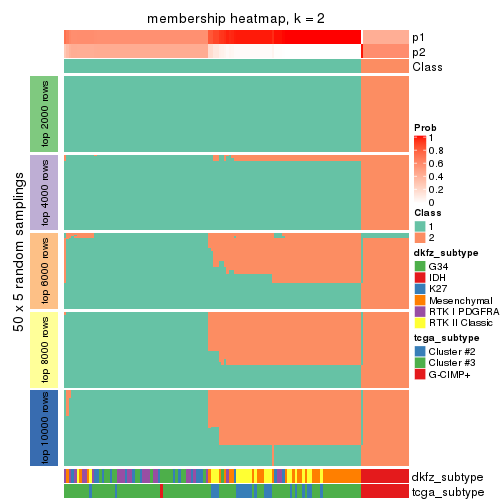 membership heatmap, k = 2
p1
p2
Class
50 x 5 random samplings
top 2000 rows
top 4000 rows
top 6000 rows
top 8000 rows
top 10000 rows
dkfz_subtype
tcga_subtype
Prob
1
0.8
0.6
0.4
0.2
0
Class
1
2
dkfz_subtype
G34
IDH
K27
Mesenchymal
RTK I PDGFRA
RTK II Classic
tcga_subtype
Cluster #2
Cluster #3
G-CIMP+